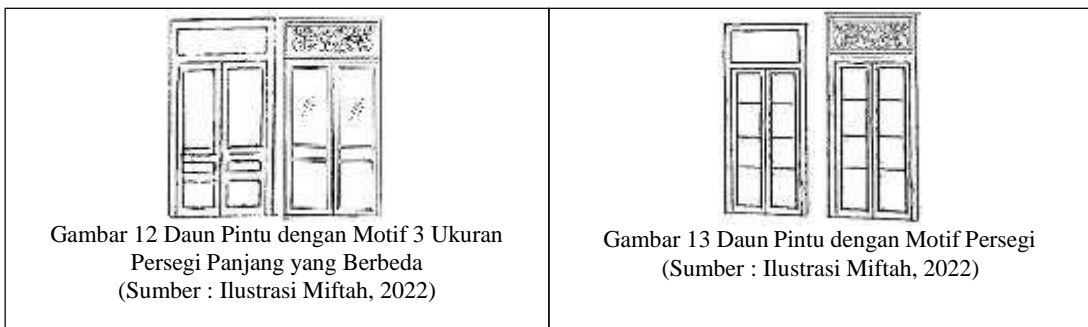 Gambar 12 Daun Pintu dengan Motif 3 Ukuran
Persegi Panjang yang Berbeda
(Sumber : Ilustrasi Miftah, 2022)
Gambar 13 Daun Pintu dengan Motif Persegi
(Sumber : Ilustrasi Miftah, 2022)